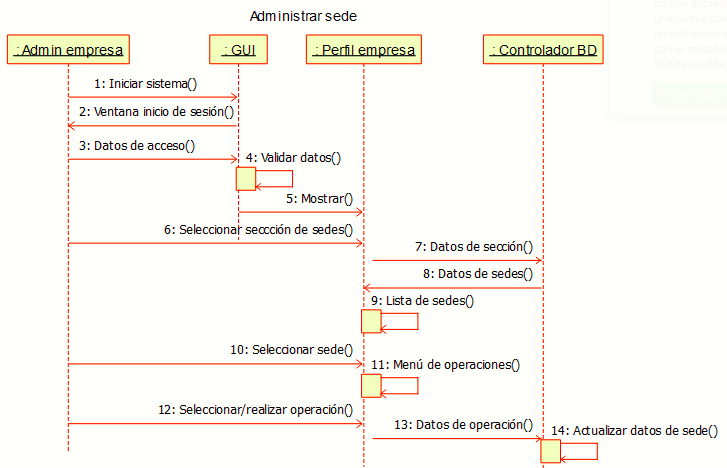 Administrar sede
: Admin empresa
: GUI
: Perfil empresa
: Controlador BD
1: Iniciar sistema()
2: Ventana inicio de sesión()
3: Datos de acceso()
4: Validar datos()
5: Mostrar()
6: Seleccionar seccción de sedes()
7: Datos de sección()
8: Datos de sedes()
9: Lista de sedes()
10: Seleccionar sede()
11: Menú de operaciones()
12: Seleccionar/realizar operación()
13: Datos de operación()
14: Actualizar datos de sede()